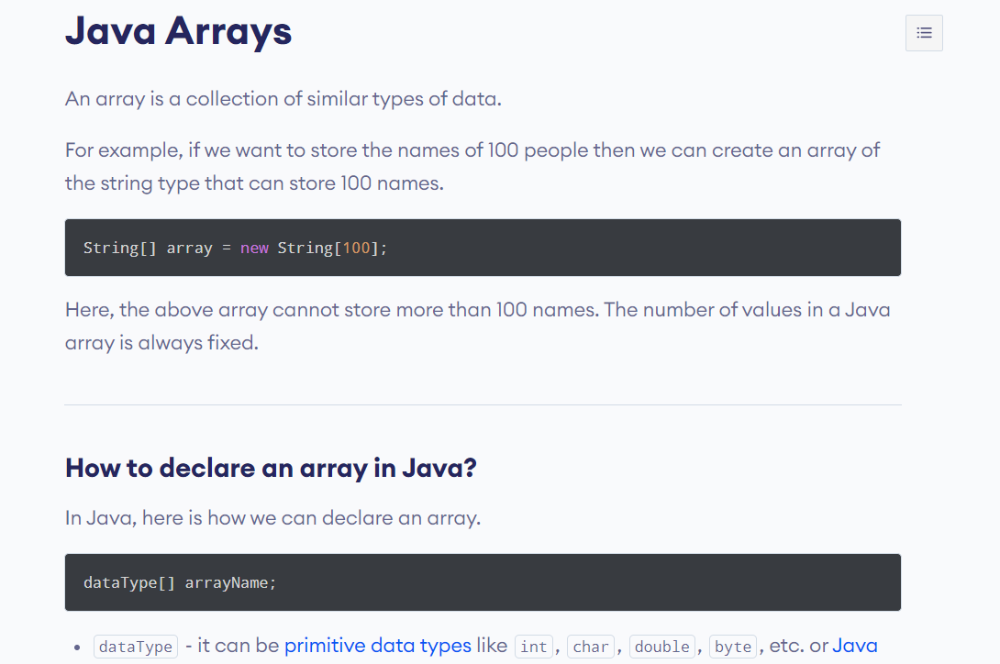 Java Arrays
An array is a collection of similar types of data.
For example, if we want to store the names of 100 people then we can create an array of
the string type that can store 100 names.
String[] array = new String[100];
Here, the above array cannot store more than 100 names. The number of values in a Java
array is always fixed.
How to declare an array in Java?
In Java, here is how we can declare an array.
dataType[] arrayName;
• dataType - it can be primitive data types like int, char, double, byte, etc. or Java